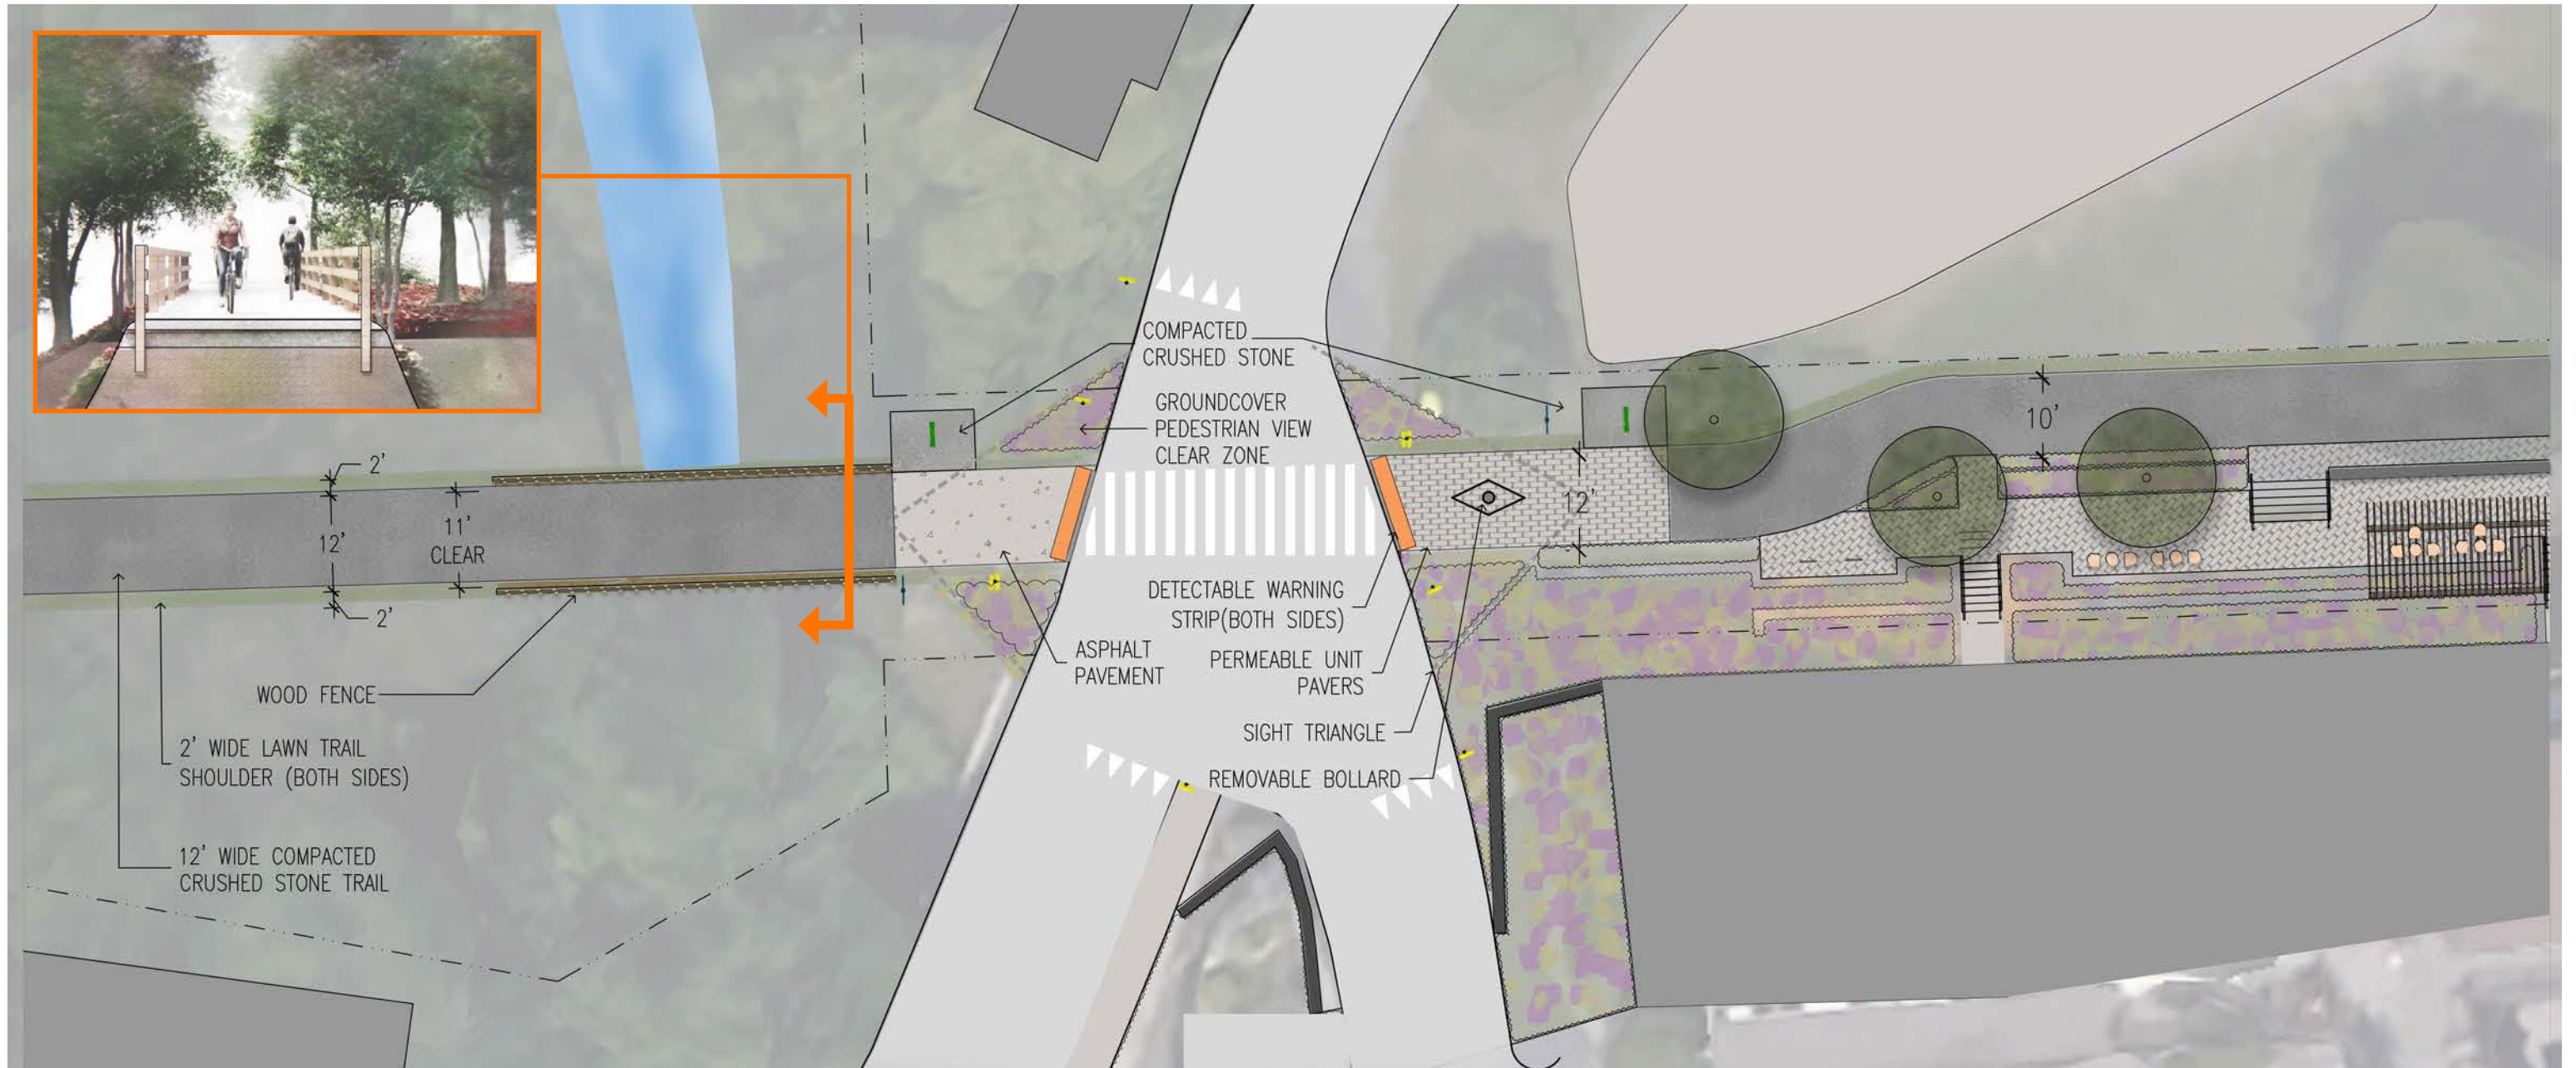 COMPACTED
CRUSHED STONE
GROUNDCOVER
PEDESTRIAN VIEW
CLEAR ZONE
10'
2'
12'
11'
CLEAR
12'
2'
DETECTABLE WARNING
STRIP(BOTH SIDES)
ASPHALT
PAVEMENT
PERMEABLE UNIT
PAVERS
WOOD FENCE
SIGHT TRIANGLE
2' WIDE LAWN TRAIL
SHOULDER (BOTH SIDES)
REMOVABLE BOLLARD
12' WIDE COMPACTED
CRUSHED STONE TRAIL